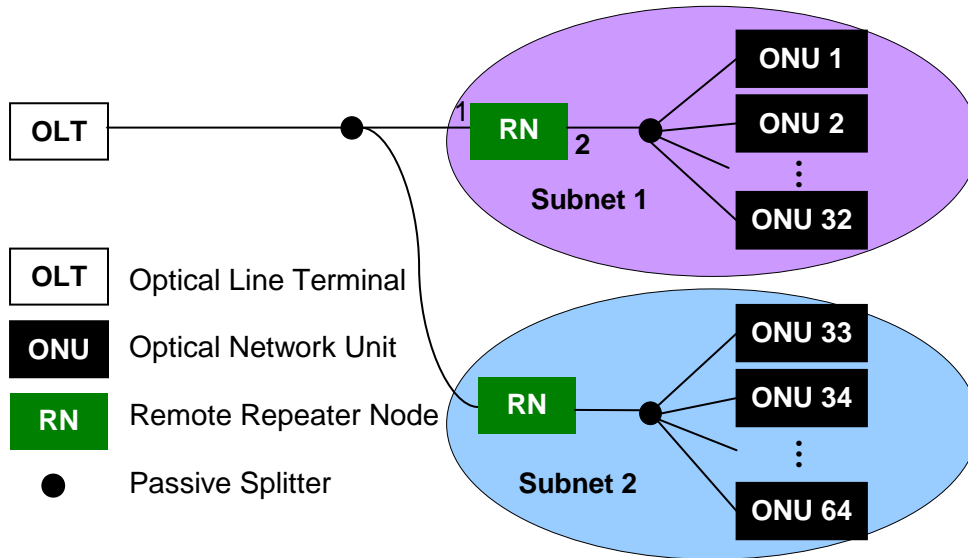 OLT
1
RN
2
ONU 1
ONU 2
ONU 32
Subnet 1
OLT Optical Line Terminal
ONU Optical Network Unit
RN Remote Repeater Node
Passive Splitter
RN
ONU 33
ONU 34
ONU 64
Subnet 2